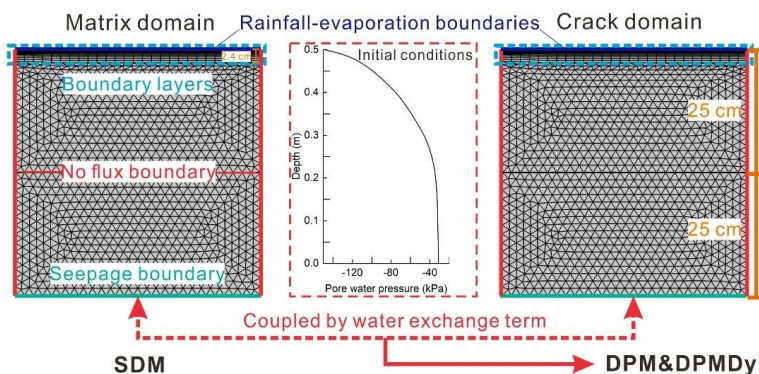 Matrix domain
Rainfall-evaporation boundaries
Crack domain
2.4 cm
Boundary layers
No flux boundary
Seepage boundary
Initial conditions
0.5
0.4
0.3
0.2
0.1
0.0
Depth (m)
-120
-80
-40
Pore water pressure (kPa)
25 cm
25 cm
Coupled by water exchange term
SDM
DPM&DPMDy